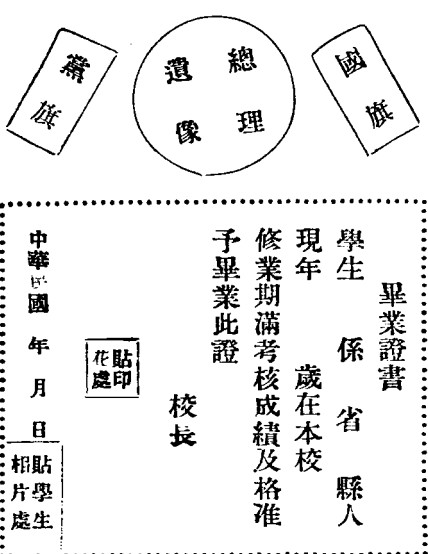 國旗
總理
遺像
黨旗
畢業證書
學生 係 省 縣人
現年 歲在本校
修業期滿考核成績及格准
予畢業此證
校長
貼印
花處
中華民國 年 月 日
貼學生
相片處